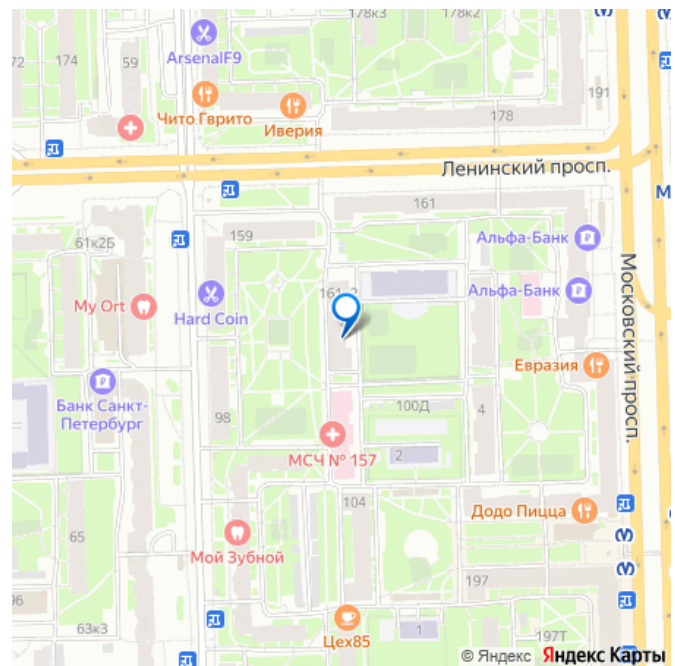 178к3
178к2
ArsenalF9
72
174
59
191
Чито Гврито
Иверия
178
Ленинский просп.
161
М
159
61к2Б
Альфа-Банк
My Ort
Hard Coin
Альфа-Банк
Московский просп.
Евразия
Банк Санкт-
Петербург
98
100Д
4
МСЧ № 157
2
104
Додо Пицца
65
Мой Зубной
96
197
63к3
Цех85
1
197Т
© Яндекс Яндекс Карты